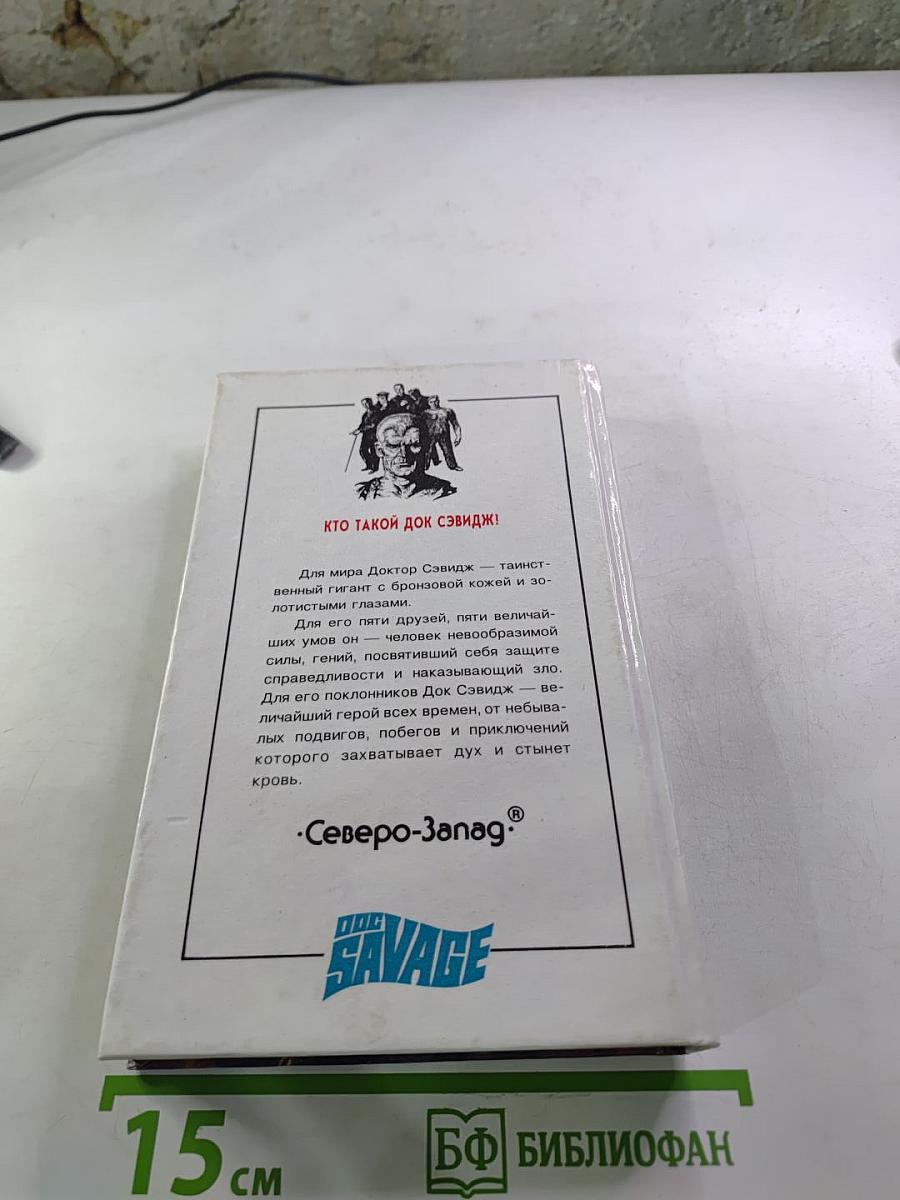 КТО ТАКОЙ ДОК СЭВИДЖ!
Для мира Доктор Сэвидж — таинст-
венный гигант с бронзовой кожей и зо-
лотистыми глазами.
Для его пяти друзей, пяти величай-
ших умов он — человек невообразимой
силы, гений, посвятивший себя защите
справедливости и наказывающий зло.
Для его поклонников Док Сэвидж — ве-
личайший герой всех времен, от небыва-
лых подвигов, побегов и приключений
которого захватывает дух и стынет
кровь.
·Северо-Запад·®
DOC
SAVAGE
15 см
БФ БИБЛИОФАН